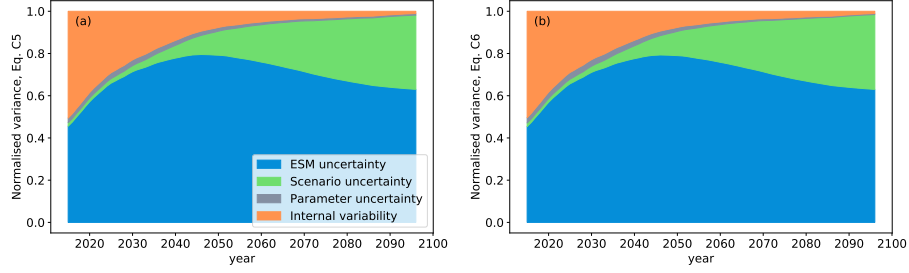 Normalised variance, Eq. C5
1.0
0.8
0.6
0.4
0.2
0.0
(a)
ESM uncertainty
Scenario uncertainty
Parameter uncertainty
Internal variability
2020 2030 2040 2050 2060 2070 2080 2090 2100
year
Normalised variance, Eq. C6
1.0
0.8
0.6
0.4
0.2
0.0
(b)
2020 2030 2040 2050 2060 2070 2080 2090 2100
year